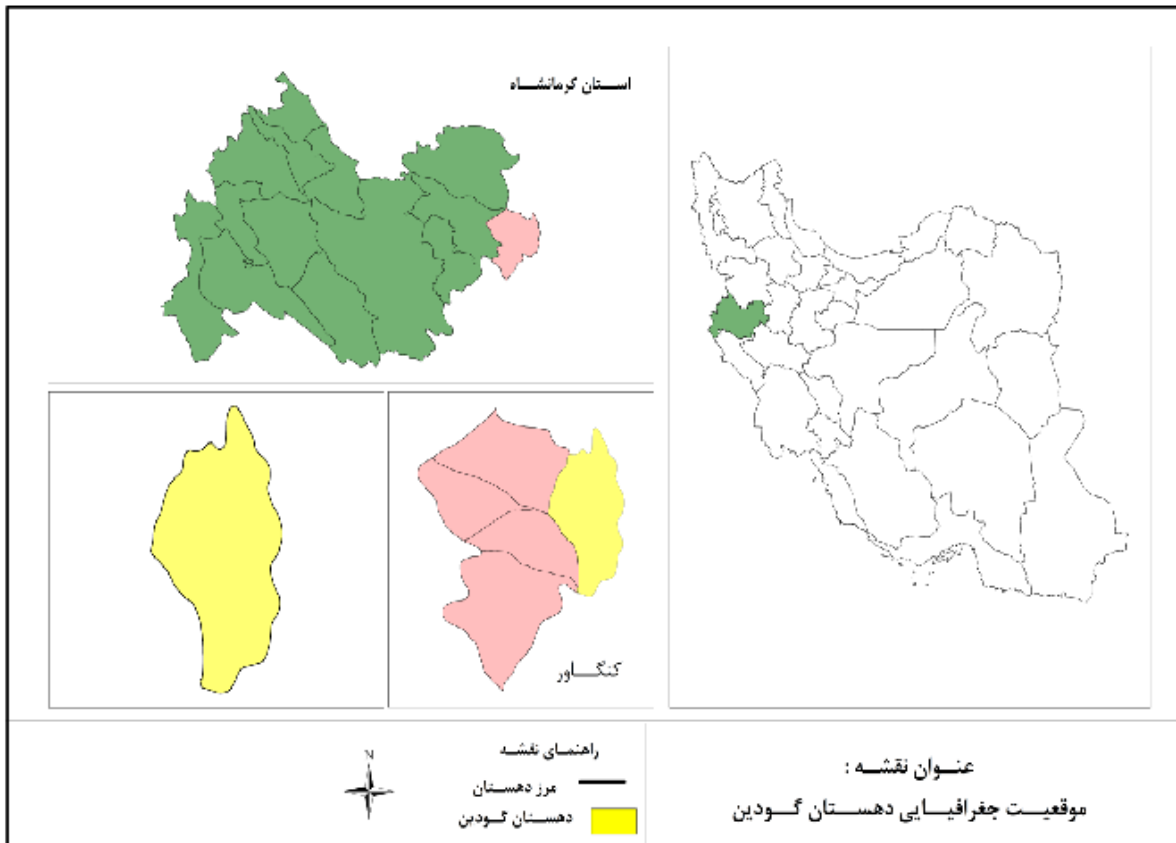 استان کرمانشاه
کنگاور
N
راهنمای نقشه
مرز دهستان
دهستان گودین
عنوان نقشه :
موقعیت جغرافیایی دهستان گودین